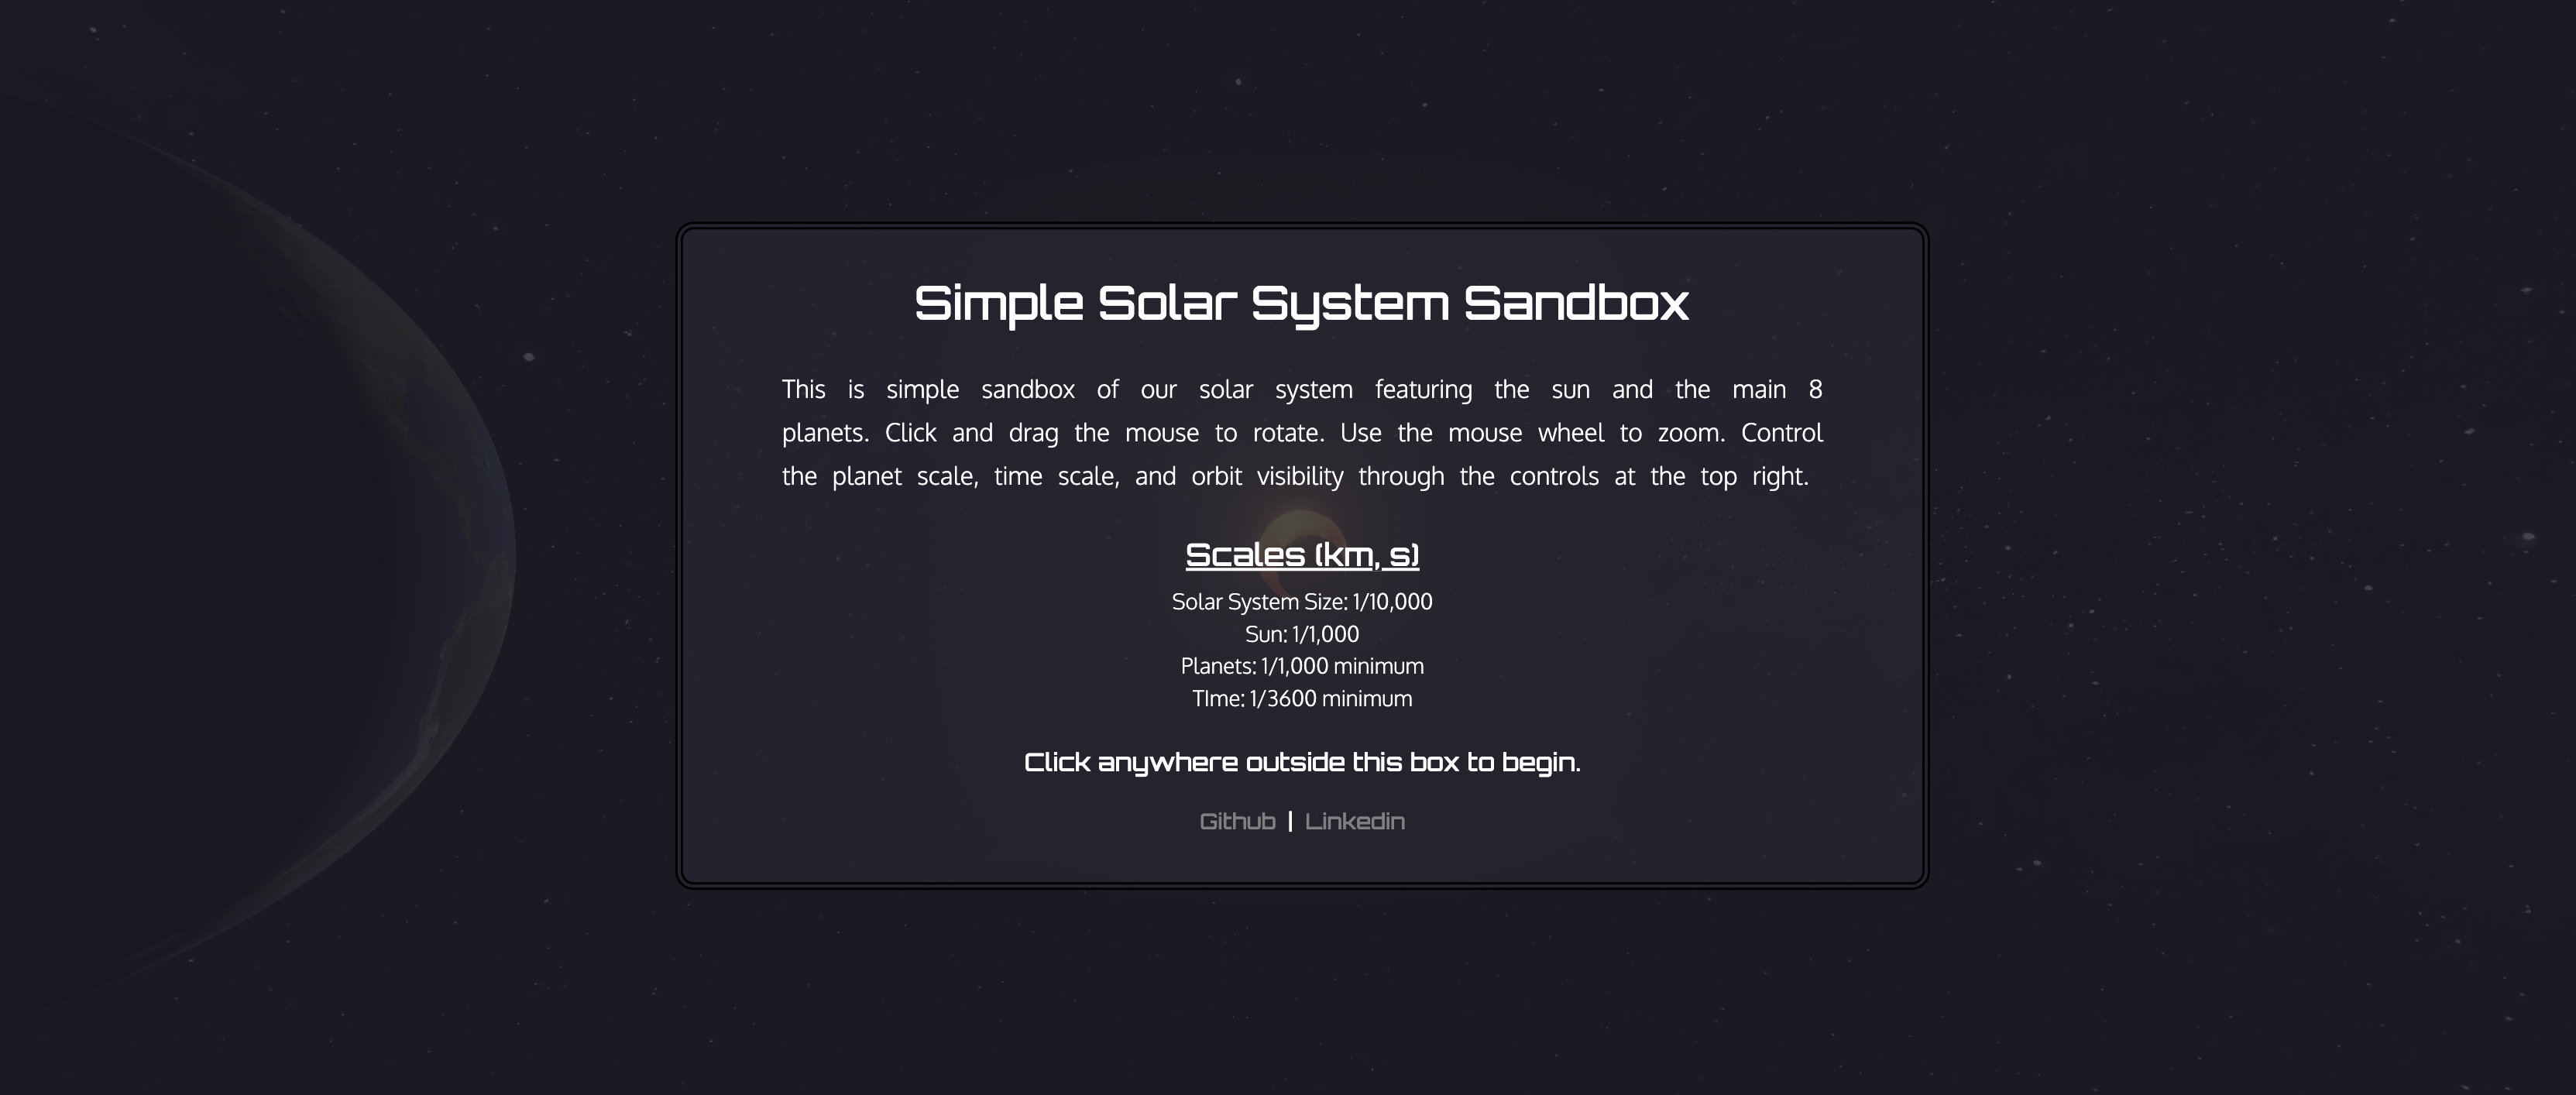 Simple Solar System Sandbox
This is simple sandbox of our solar system featuring the sun and the main 8
planets. Click and drag the mouse to rotate. Use the mouse wheel to zoom. Control
the planet scale, time scale, and orbit visibility through the controls at the top right.
Scales (km, s)
Solar System Size: 1/10,000
Sun: 1/1,000
Planets: 1/1,000 minimum
TIme: 1/3600 minimum
Click anywhere outside this box to begin.
Github | Linkedin